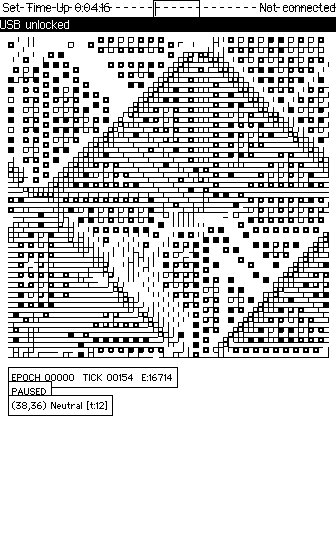 Set-Time-Up 0:04:16 Not-connected
USB unlocked
EPOCH 00000 TICK 00154 E:16714
PAUSED
(38,36) Neutral [t:12]